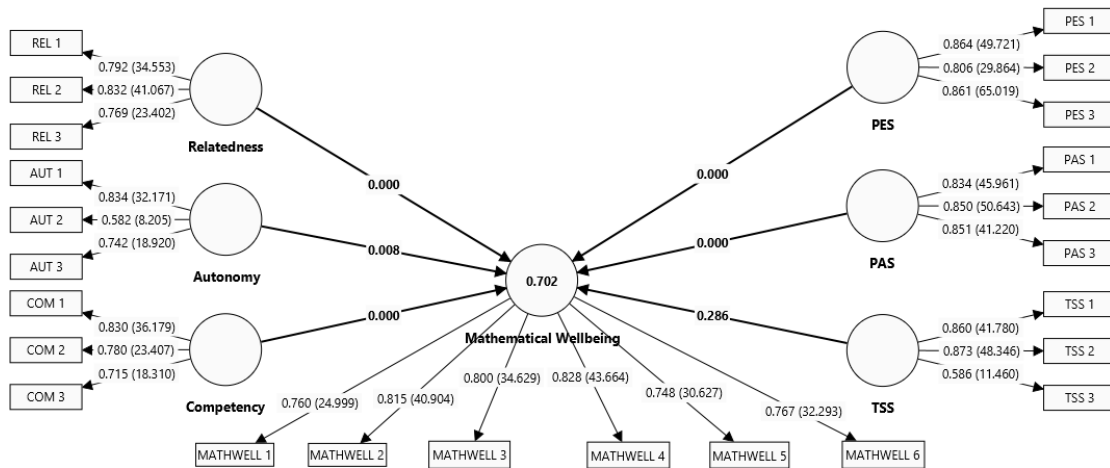 REL 1
0.792 (34.553)
REL 2
0.832 (41.067)
REL 3
0.769 (23.402)
Relatedness
0.000
AUT 1
0.834 (32.171)
AUT 2
0.582 (8.205)
AUT 3
0.742 (18.920)
Autonomy
0.008
COM 1
0.830 (36.179)
COM 2
0.780 (23.407)
COM 3
0.715 (18.310)
Competency
0.000
0.702
Mathematical Wellbeing
0.760 (24.999)
0.815 (40.904)
0.800 (34.629)
0.828 (43.664)
0.748 (30.627)
0.767 (32.293)
MATHWELL 1
MATHWELL 2
MATHWELL 3
MATHWELL 4
MATHWELL 5
MATHWELL 6
PES 1
0.864 (49.721)
PES 2
0.806 (29.864)
PES 3
0.861 (65.019)
PES
0.000
PAS 1
0.834 (45.961)
PAS 2
0.850 (50.643)
PAS 3
0.851 (41.220)
PAS
0.000
TSS 1
0.860 (41.780)
TSS 2
0.873 (48.346)
TSS 3
0.586 (11.460)
TSS
0.286